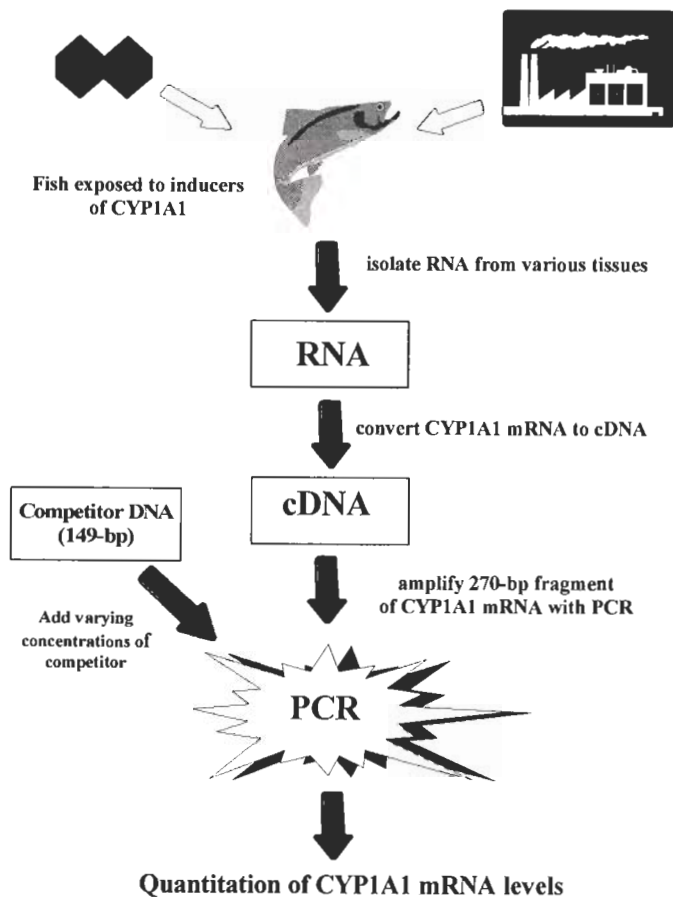 Fish exposed to inducers
of CYP1A1
isolate RNA from various tissues
RNA
convert CYP1A1 mRNA to cDNA
cDNA
Competitor DNA
(149-bp)
amplify 270-bp fragment
of CYP1A1 mRNA with PCR
Add varying
concentrations of
competitor
PCR
Quantitation of CYP1A1 mRNA levels